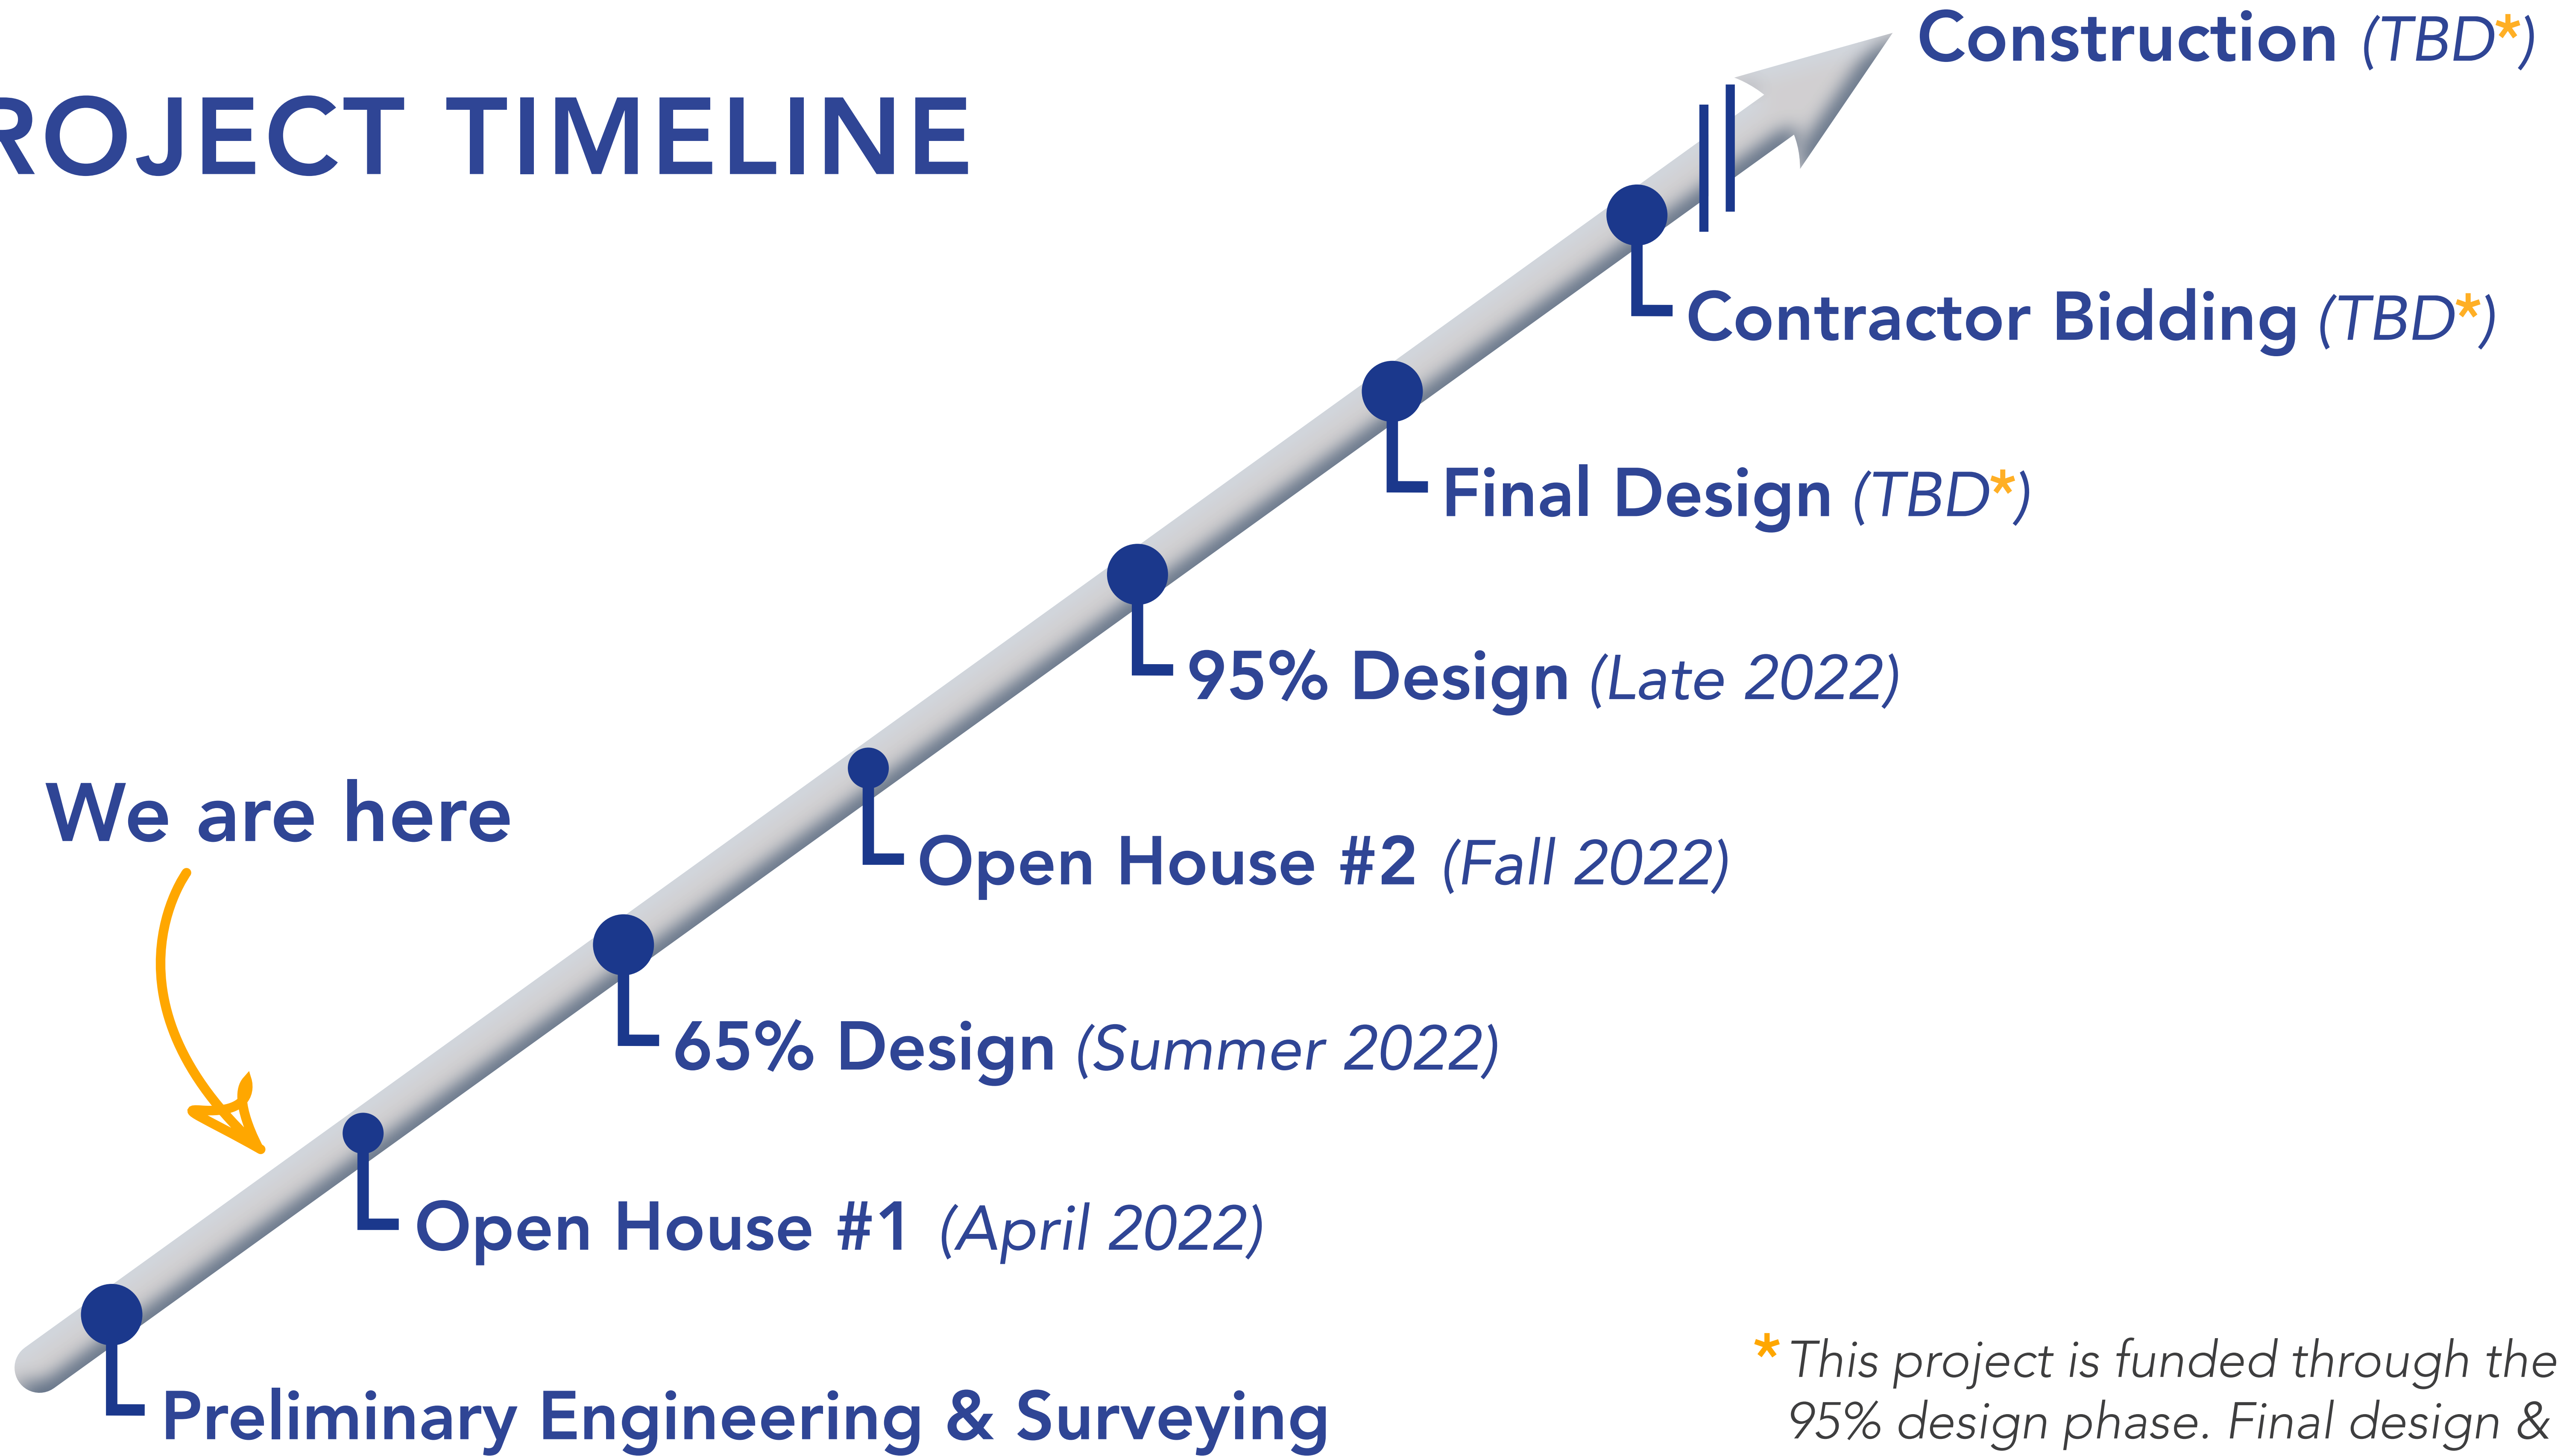 ROJECT TIMELINE
Construction (TBD*)
Contractor Bidding (TBD*)
Final Design (TBD*)
95% Design (Late 2022)
We are here
Open House #2 (Fall 2022)
65% Design (Summer 2022)
Open House #1 (April 2022)
Preliminary Engineering & Surveying
* This project is funded through the
95% design phase. Final design &